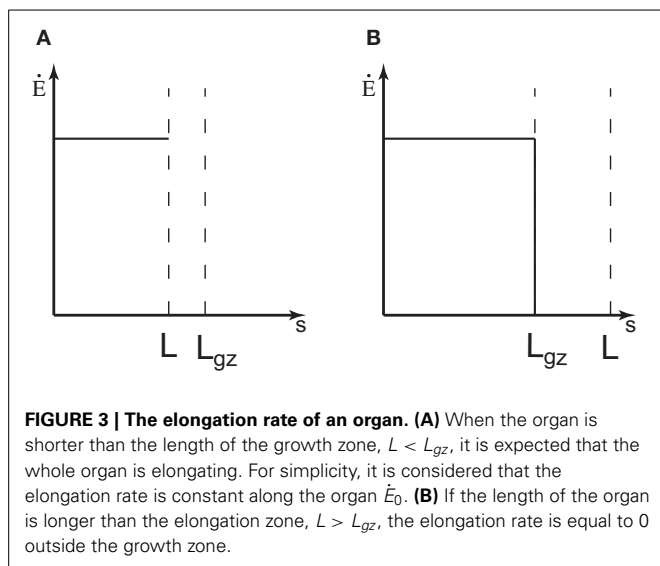 A
B
Ė
Ė
s
s
L
L_gz
L_gz
L
FIGURE 3 | The elongation rate of an organ. (A) When the organ is
shorter than the length of the growth zone, L < L_gz, it is expected that the
whole organ is elongating. For simplicity, it is considered that the
elongation rate is constant along the organ Ė_0. (B) If the length of the organ
is longer than the elongation zone, L > L_gz, the elongation rate is equal to 0
outside the growth zone.